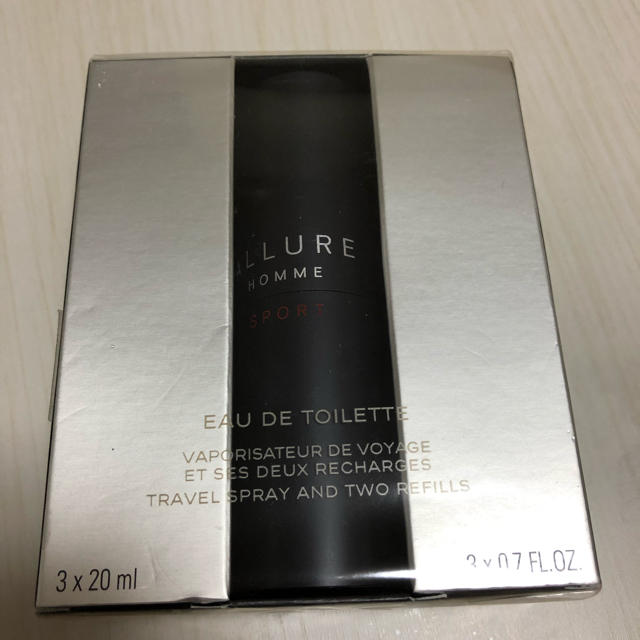 ALLURE
HOMME
SPORT
EAU DE TOILETTE
VAPORISATEUR DE VOYAGE
ET SES DEUX RECHARGES
TRAVEL SPRAY AND TWO REFILLS
3 x 20 ml
3 x 0.7 FL.OZ.